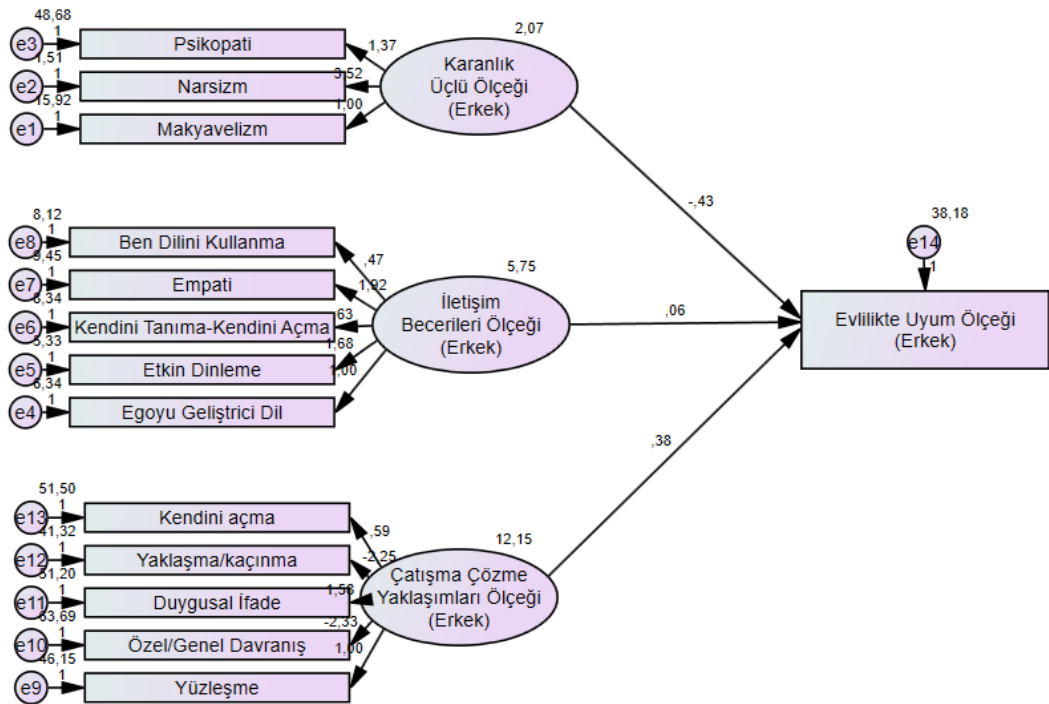 48,68
e3
1
Psikopati
1,37
1,51
e2
1
Narsizm
3,52
15,92
e1
1
Makyavelizm
1,00
2,07
Karanlık
Üçlü Ölçeği
(Erkek)
-,43
8,12
e8
1
Ben Dilini Kullanma
,47
9,45
e7
1
Empati
1,92
8,34
e6
1
Kendini Tanıma-Kendini Açma
,63
5,33
e5
1
Etkin Dinleme
1,68
6,34
e4
1
Egoyu Geliştirici Dil
1,00
5,75
İletişim
Becerileri Ölçeği
(Erkek)
,06
38,18
e14
1
Evlilikte Uyum Ölçeği
(Erkek)
51,50
e13
1
Kendini açma
,59
41,32
e12
1
Yaklaşma/kaçınma
-2,25
51,20
e11
1
Duygusal İfade
1,58
63,69
e10
1
Özel/Genel Davranış
-2,33
46,15
e9
1
Yüzleşme
1,00
12,15
Çatışma Çözme
Yaklaşımları Ölçeği
(Erkek)
,38